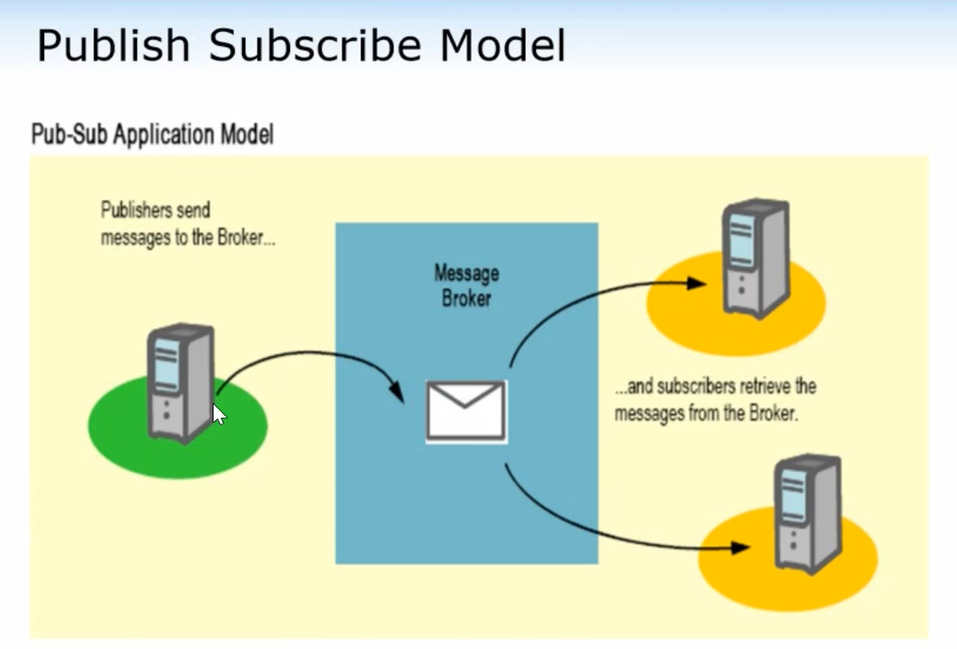 Publish Subscribe Model
Pub-Sub Application Model
Publishers send
messages to the Broker...
Message
Broker
...and subscribers retrieve the
messages from the Broker.